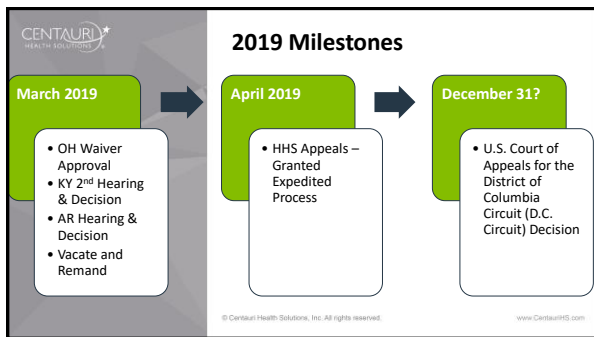 CENTAURI
HEALTH SOLUTIONS
2019 Milestones
March 2019
• OH Waiver
Approval
• KY 2nd Hearing
& Decision
• AR Hearing &
Decision
• Vacate and
Remand
April 2019
• HHS Appeals –
Granted
Expedited
Process
December 31?
• U.S. Court of
Appeals for the
District of
Columbia
Circuit (D.C.
Circuit) Decision
© Centauri Health Solutions, Inc. All rights reserved.
www.CentauriHS.com